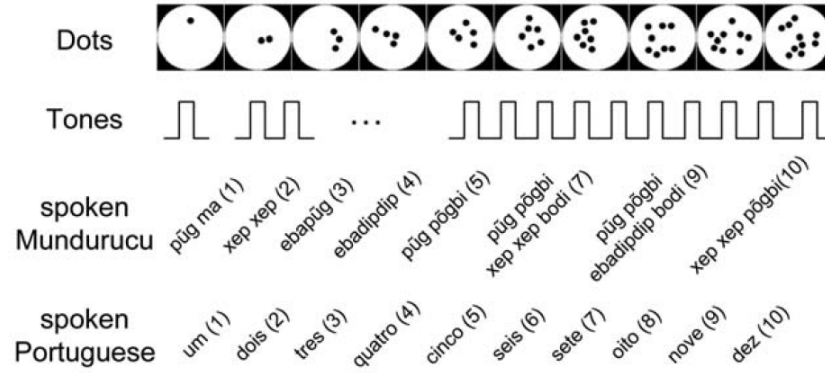 Dots
Tones
...
spoken
Mundurucu
pũg ma (1)
xep xep (2)
ebapũg (3)
ebadipdip (4)
pũg põgbi (5)
pũg põgbi
xep xep bodi (7)
pũg põgbi
ebadipdip bodi (9)
xep xep põgbi(10)
spoken
Portuguese
um (1)
dois (2)
tres (3)
quatro (4)
cinco (5)
seis (6)
sete (7)
oito (8)
nove (9)
dez (10)